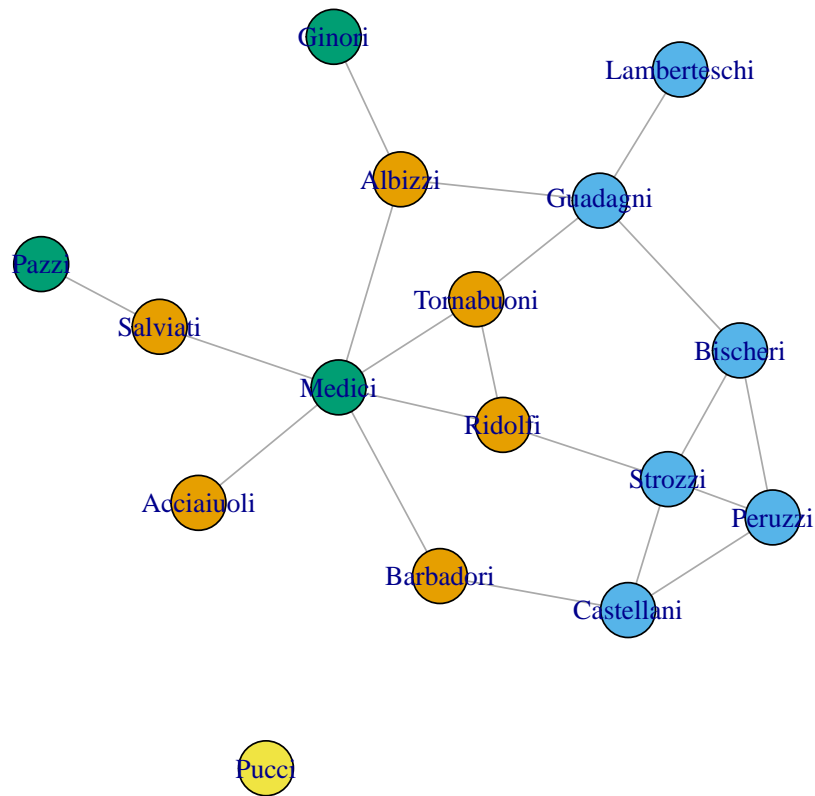 Ginori
Lamberteschi
Albizzi
Guadagni
Pazzi
Tornabuoni
Salviati
Bischeri
Medici
Ridolfi
Strozzi
Acciaiuoli
Peruzzi
Barbadori
Castellani
Pucci